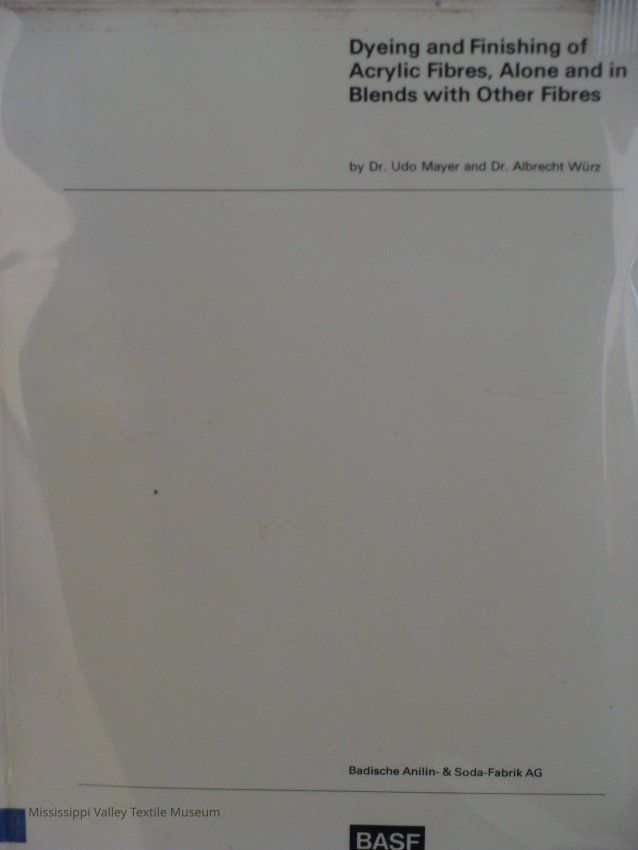 Dyeing and Finishing of
Acrylic Fibres, Alone and in
Blends with Other Fibres
by Dr. Udo Mayer and Dr. Albrecht Würz
Badische Anilin- & Soda-Fabrik AG
Mississippi Valley Textile Museum
BASF